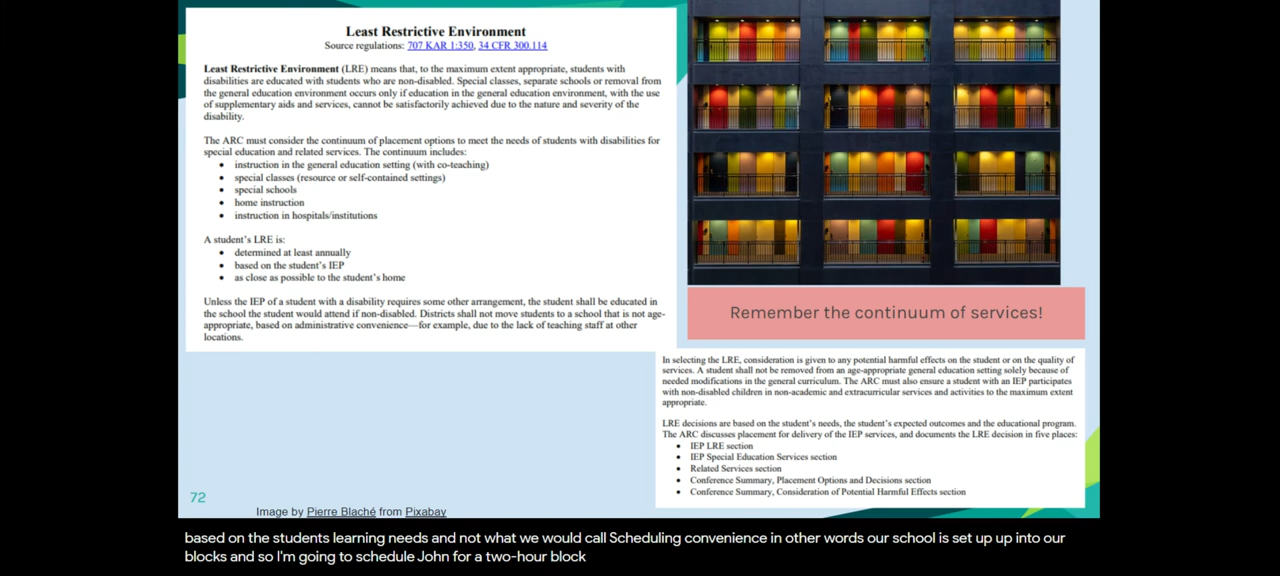 Least Restrictive Environment
Source regulations: 707 KAR 1:350, 34 CFR 300.114
Least Restrictive Environment (LRE) means that, to the maximum extent appropriate, students with
disabilities are educated with students who are non-disabled. Special classes, separate schools or removal from
the general education environment occurs only if education in the general education environment, with the use
of supplementary aids and services, cannot be satisfactorily achieved due to the nature and severity of the
disability.
The ARC must consider the continuum of placement options to meet the needs of students with disabilities for
special education and related services. The continuum includes:
• instruction in the general education setting (with co-teaching)
• special classes (resource or self-contained settings)
• special schools
• home instruction
• instruction in hospitals/institutions
A student's LRE is:
• determined at least annually
• based on the student's IEP
• as close as possible to the student's home
Unless the IEP of a student with a disability requires some other arrangement, the student shall be educated in
the school the student would attend if non-disabled. Districts shall not move students to a school that is not age-
appropriate, based on administrative convenience—for example, due to the lack of teaching staff at other
locations.
Remember the continuum of services!
In selecting the LRE, consideration is given to any potential harmful effects on the student or on the quality of
services. A student shall not be removed from an age-appropriate general education setting solely because of
needed modifications in the general curriculum. The ARC must also ensure a student with an IEP participates
with non-disabled children in non-academic and extracurricular services and activities to the maximum extent
appropriate.
LRE decisions are based on the student's needs, the student's expected outcomes and the educational program.
The ARC discusses placement for delivery of the IEP services, and documents the LRE decision in five places:
• IEP LRE section
• IEP Special Education Services section
• Related Services section
• Conference Summary, Placement Options and Decisions section
• Conference Summary, Consideration of Potential Harmful Effects section
72
Image by Pierre Blaché from Pixabay
based on the students learning needs and not what we would call Scheduling convenience in other words our school is set up up into our
blocks and so I'm going to schedule John for a two-hour block